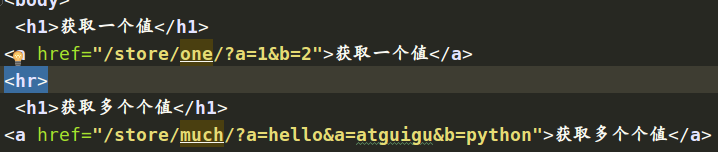 <body>
<h1>获取一个值</h1>
<a href="/store/one/?a=1&b=2">获取一个值</a>
<hr>
<h1>获取多个个值</h1>
<a href="/store/much/?a=hello&a=atguigu&b=python">获取多个个值</a>